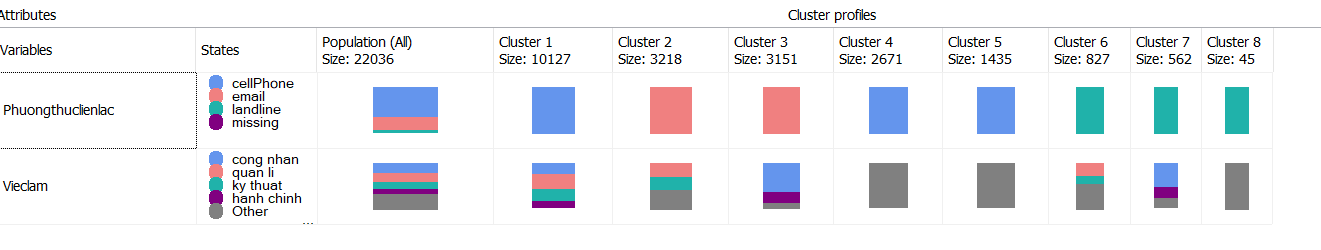 Attributes
Cluster profiles
Variables
States
Population (All)
Size: 22036
Cluster 1
Size: 10127
Cluster 2
Size: 3218
Cluster 3
Size: 3151
Cluster 4
Size: 2671
Cluster 5
Size: 1435
Cluster 6
Size: 827
Cluster 7
Size: 562
Cluster 8
Size: 45
Phuongthuclienlac
cellPhone
email
landline
missing
Vieclam
cong nhan
quan li
ky thuat
hanh chinh
Other
...